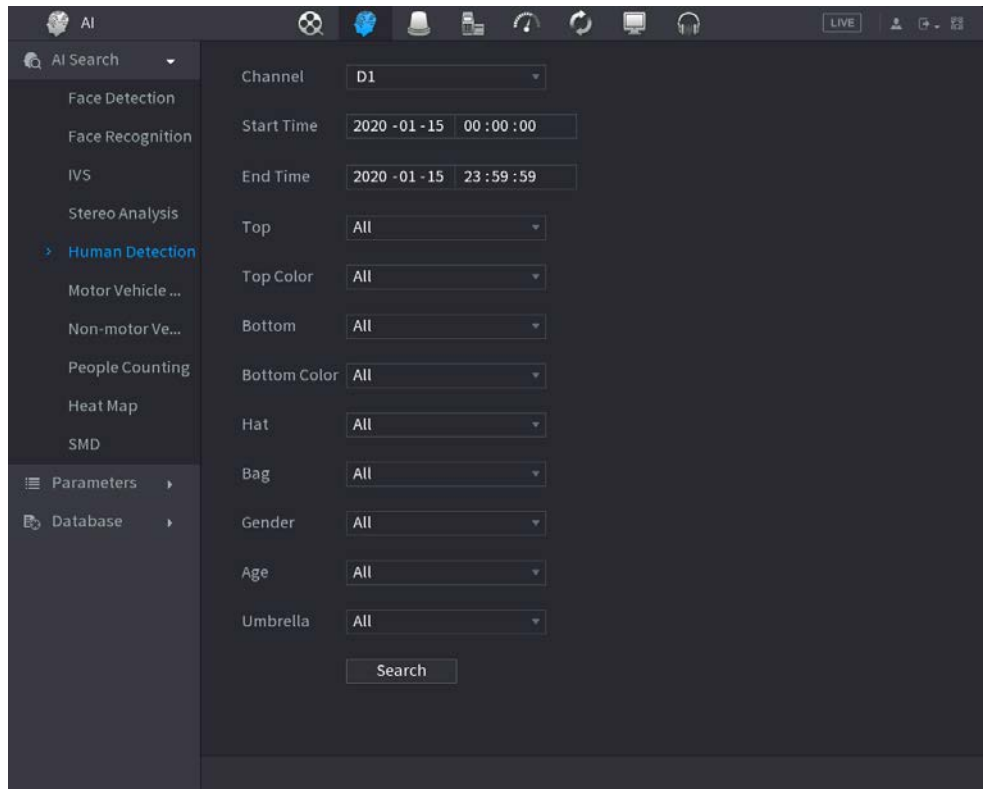 AI
LIVE
AI Search
Face Detection
Face Recognition
IVS
Stereo Analysis
Human Detection
Motor Vehicle ...
Non-motor Ve...
People Counting
Heat Map
SMD
Parameters
Database
Channel D1
Start Time 2020 -01 -15 00 :00 :00
End Time 2020 -01 -15 23 :59 :59
Top All
Top Color All
Bottom All
Bottom Color All
Hat All
Bag All
Gender All
Age All
Umbrella All
Search